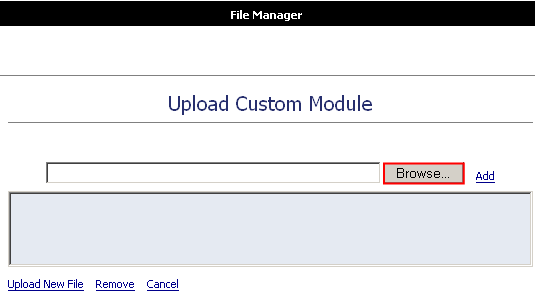 File Manager
Upload Custom Module
Browse... Add
Upload New File Remove Cancel